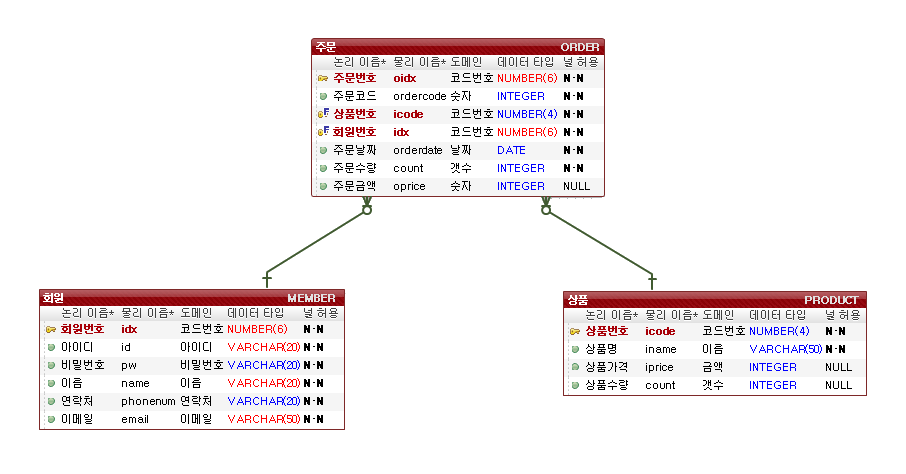 주문 ORDER
논리 이름* 물리 이름* 도메인 데이터 타입 널 허용
주문번호 oidx 코드번호 NUMBER(6) N-N
주문코드 ordercode 숫자 INTEGER N-N
상품번호 icode 코드번호 NUMBER(4) N-N
회원번호 idx 코드번호 NUMBER(6) N-N
주문날짜 orderdate 날짜 DATE N-N
주문수량 count 갯수 INTEGER N-N
주문금액 oprice 숫자 INTEGER NULL
회원 MEMBER
논리 이름* 물리 이름* 도메인 데이터 타입 널 허용
회원번호 idx 코드번호 NUMBER(6) N-N
아이디 id 아이디 VARCHAR(20) N-N
비밀번호 pw 비밀번호 VARCHAR(20) N-N
이름 name 이름 VARCHAR(20) N-N
연락처 phonenum 연락처 VARCHAR(20) N-N
이메일 email 이메일 VARCHAR(50) N-N
상품 PRODUCT
논리 이름* 물리 이름* 도메인 데이터 타입 널 허용
상품번호 icode 코드번호 NUMBER(4) N-N
상품명 iname 이름 VARCHAR(50) N-N
상품가격 iprice 금액 INTEGER NULL
상품수량 count 갯수 INTEGER NULL